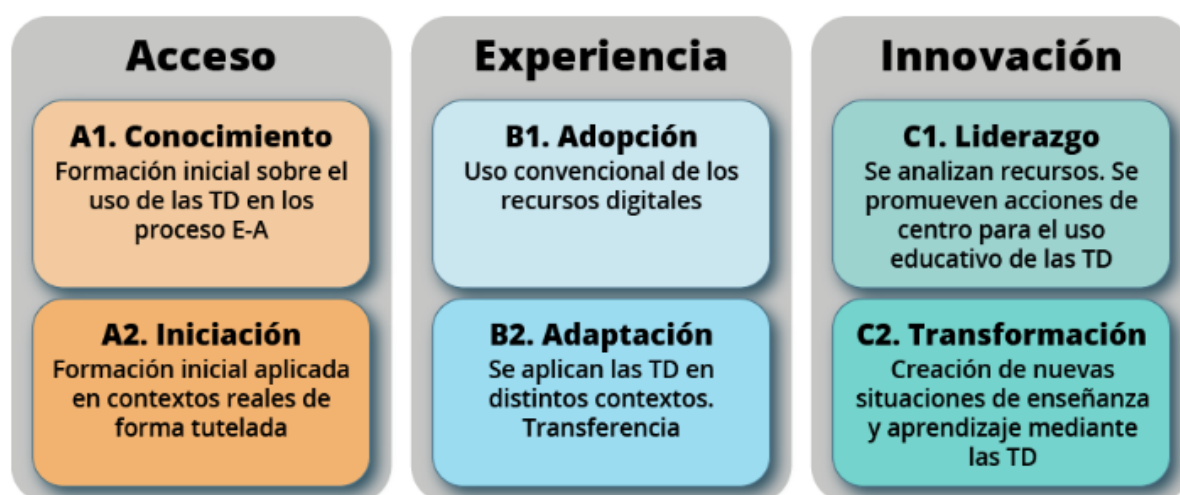 Acceso
A1. Conocimiento
Formación inicial sobre el
uso de las TD en los
proceso E-A
A2. Iniciación
Formación inicial aplicada
en contextos reales de
forma tutelada
Experiencia
B1. Adopción
Uso convencional de los
recursos digitales
B2. Adaptación
Se aplican las TD en
distintos contextos.
Transferencia
Innovación
C1. Liderazgo
Se analizan recursos. Se
promueven acciones de
centro para el uso
educativo de las TD
C2. Transformación
Creación de nuevas
situaciones de enseñanza
y aprendizaje mediante
las TD